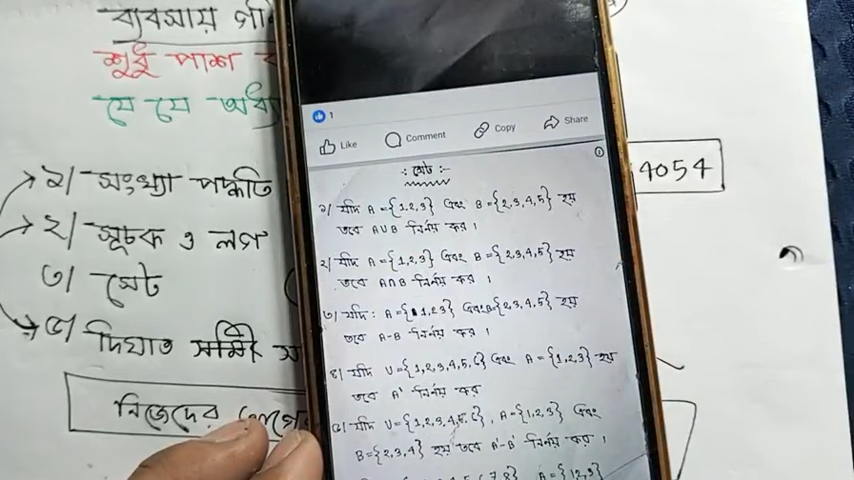 ব্যবসায়
শুধু পাশ
যে যে
১। সংখ্যা পদ্ধতি
২। সূচক ও লগ
৩। সেট
৫। দিঘাত
নিজেদের
4054
1
Like
Comment
Copy
Share
: সেট :-
১) যদি A = {1,2,3} এবং B = {2,3,4,5} হয়
তবে A∪B নির্ণয় কর।
২। যদি A = {1,2,3} এবং B = {2,3,4,5} হয়
তবে A∩B নির্ণয় কর।
৩। যদি: A = {1,2,3} এবং B={2,3,4,5} হয়
তবে A-B নির্ণয় কর।
৪। যদি U = {1,2,3,4,5,6} এবং A = {1,2,3} হয়
তবে A' নির্ণয় কর
৫। যদি U = {1,2,3,4,5,6}, A = {1,2,3} এবং
B = {2,3,4} হয় তবে A'-B' নির্ণয় কর।
A = {1,2,3}